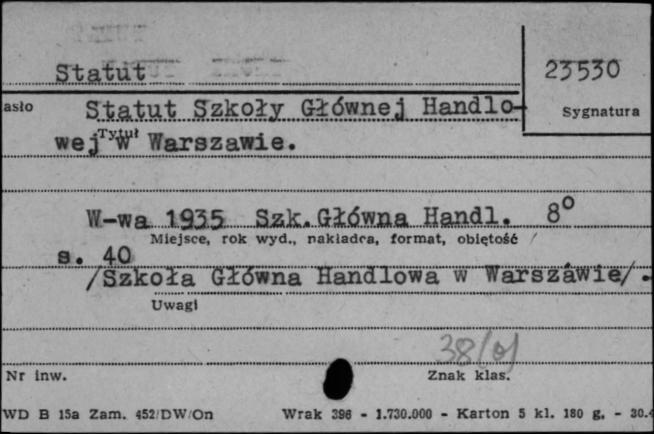 Statut
23530
asło
Statut Szkoły Głównej Handlo-
Sygnatura
Tytuł
wej w Warszawie.
W-wa 1935 Szk. Główna Handl. 8°
Miejsce, rok wyd., nakładca, format, objętość
s. 40
/Szkoła Główna Handlowa w Warszawie/.
Uwagi
Nr inw.
Znak klas.
WD B 15a Zam. 452/DW/On Wrak 396 - 1.730.000 - Karton 5 kl. 180 g. - 30.4